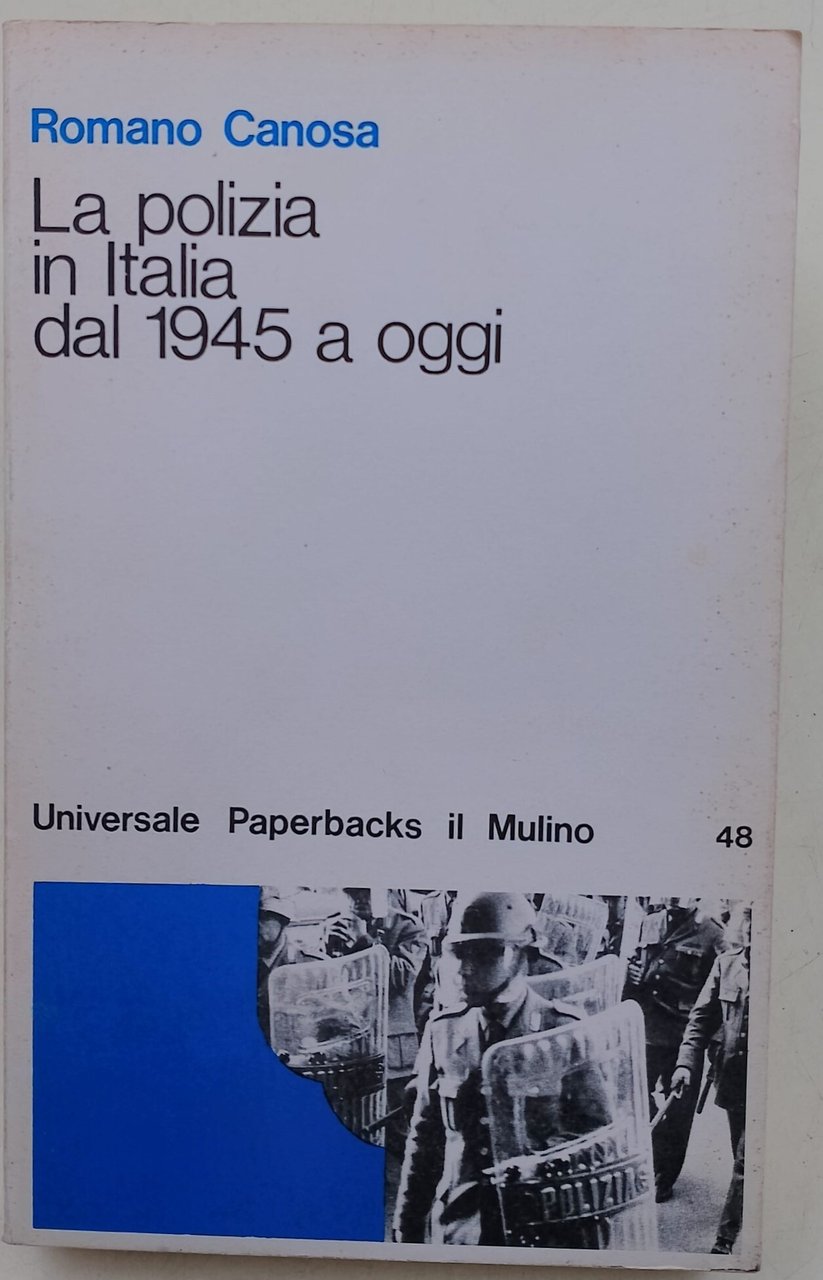 Romano Canosa
La polizia
in Italia
dal 1945 a oggi
Universale Paperbacks il Mulino 48
POLIZIA